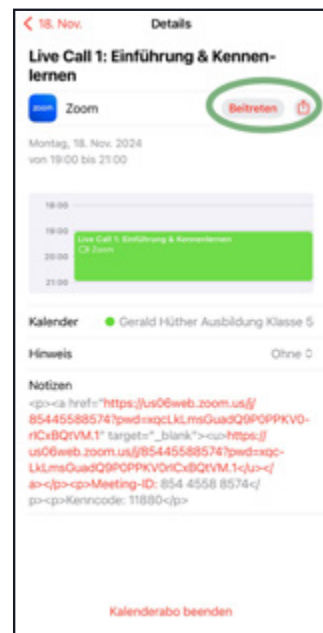 < 18. Nov.
Details
Live Call 1: Einführung & Kennen-
lernen
zoom
Zoom
Beitreten
Montag, 18. Nov. 2024
von 19:00 bis 21:00
18:00
19:00
Live Call 1: Einführung & Kennenlernen
Zoom
20:00
21:00
Kalender
Gerald Hüther Ausbildung Klasse 5
Hinweis
Ohne
Notizen
<p><a href="https://us06web.zoom.us/j/
85445588574?pwd=xqcLkLmsGuadQ9P0PPKV0-
rICxBQtVM.1" target="_blank"><u>https://
us06web.zoom.us/j/85445588574?pwd=xqc-
LkLmsGuadQ9P0PPKV0rICxBQtVM.1</u></
a></p><p>Meeting-ID: 854 4558 8574</
p><p>Kenncode: 11880</p>
Kalenderabo beenden